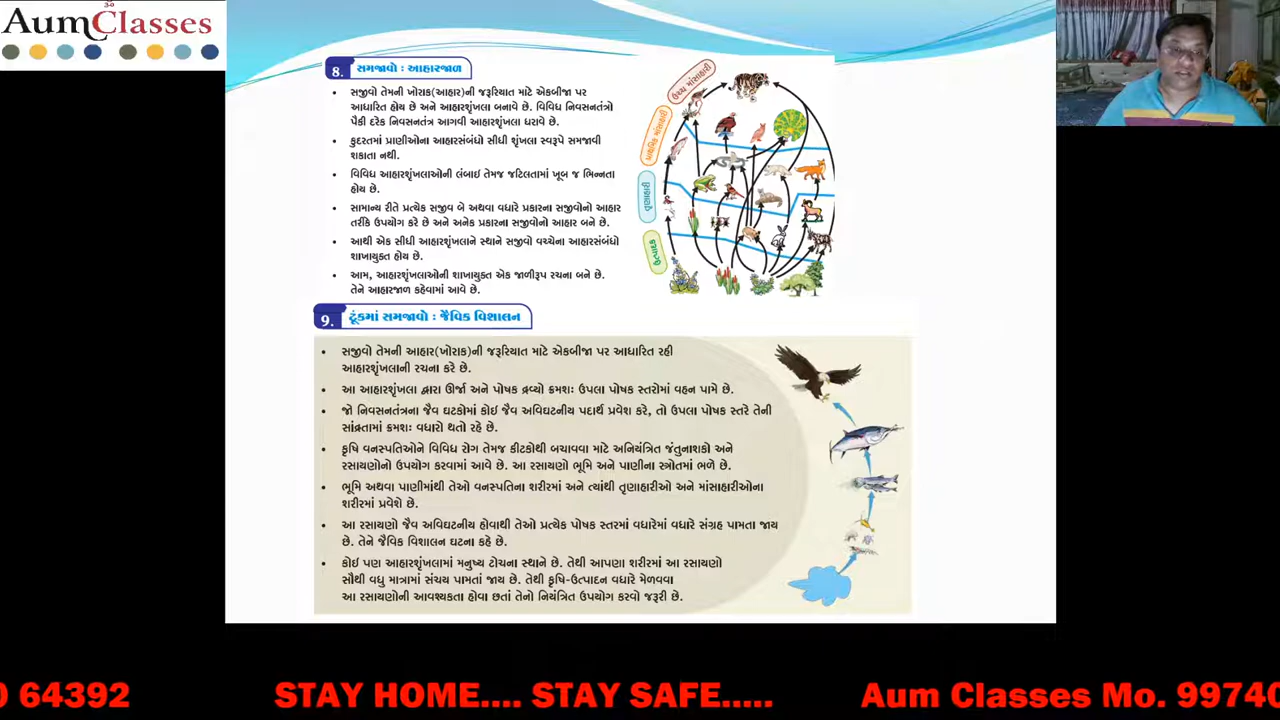 ૐ
AumClasses
8. સમજાવો : આહારજાળ
• સજીવો તેમની ખોરાક(આહાર)ની જરૂરિયાત માટે એકબીજા પર
આધારિત હોય છે અને આહારશૃંખલા બનાવે છે. વિવિધ નિવસનતંત્રો
પૈકી દરેક નિવસનતંત્ર આગવી આહારશૃંખલા ધરાવે છે.
• કુદરતમાં પ્રાણીઓના આહારસંબંધો સીધી શૃંખલા સ્વરૂપે સમજાવી
શકાતા નથી.
• વિવિધ આહારશૃંખલાઓની લંબાઈ તેમજ જટિલતામાં ખૂબ જ ભિન્નતા
હોય છે.
• સામાન્ય રીતે પ્રત્યેક સજીવ બે અથવા વધારે પ્રકારના સજીવોનો આહાર
તરીકે ઉપયોગ કરે છે અને અનેક પ્રકારના સજીવોનો આહાર બને છે.
• આથી એક સીધી આહારશૃંખલાને સ્થાને સજીવો વચ્ચેના આહારસંબંધો
શાખાયુક્ત હોય છે.
• આમ, આહારશૃંખલાઓની શાખાયુક્ત એક જાળીરૂપ રચના બને છે.
તેને આહારજાળ કહેવામાં આવે છે.
ઉચ્ચ માંસાહારી
પ્રાથમિક માંસાહારી
તૃણાહારી
ઉત્પાદક
9. ટૂંકમાં સમજાવો : જૈવિક વિશાલન
• સજીવો તેમની આહાર(ખોરાક)ની જરૂરિયાત માટે એકબીજા પર આધારિત રહી
આહારશૃંખલાની રચના કરે છે.
• આ આહારશૃંખલા દ્વારા ઊર્જા અને પોષક દ્રવ્યો ક્રમશઃ ઉપલા પોષક સ્તરોમાં વહન પામે છે.
• જો નિવસનતંત્રના જૈવ ઘટકોમાં કોઇ જૈવ અવિઘટનીય પદાર્થ પ્રવેશ કરે, તો ઉપલા પોષક સ્તરે તેની
સાંદ્રતામાં ક્રમશઃ વધારો થતો રહે છે.
• કૃષિ વનસ્પતિઓને વિવિધ રોગ તેમજ કીટકોથી બચાવવા માટે અનિયંત્રિત જંતુનાશકો અને
રસાયણોનો ઉપયોગ કરવામાં આવે છે. આ રસાયણો ભૂમિ અને પાણીના સ્ત્રોતમાં ભળે છે.
• ભૂમિ અથવા પાણીમાંથી તેઓ વનસ્પતિના શરીરમાં અને ત્યાંથી તૃણાહારીઓ અને માંસાહારીઓના
શરીરમાં પ્રવેશે છે.
• આ રસાયણો જૈવ અવિઘટનીય હોવાથી તેઓ પ્રત્યેક પોષક સ્તરમાં વધારેમાં વધારે સંગ્રહ પામતા જાય
છે. તેને જૈવિક વિશાલન ઘટના કહે છે.
• કોઈ પણ આહારશૃંખલામાં મનુષ્ય ટોચના સ્થાને છે. તેથી આપણા શરીરમાં આ રસાયણો
સૌથી વધુ માત્રામાં સંચય પામતાં જાય છે. તેથી કૃષિ-ઉત્પાદન વધારે મેળવવા
આ રસાયણોની આવશ્યકતા હોવા છતાં તેનો નિયંત્રિત ઉપયોગ કરવો જરૂરી છે.
0 64392 STAY HOME.... STAY SAFE..... Aum Classes Mo. 99740